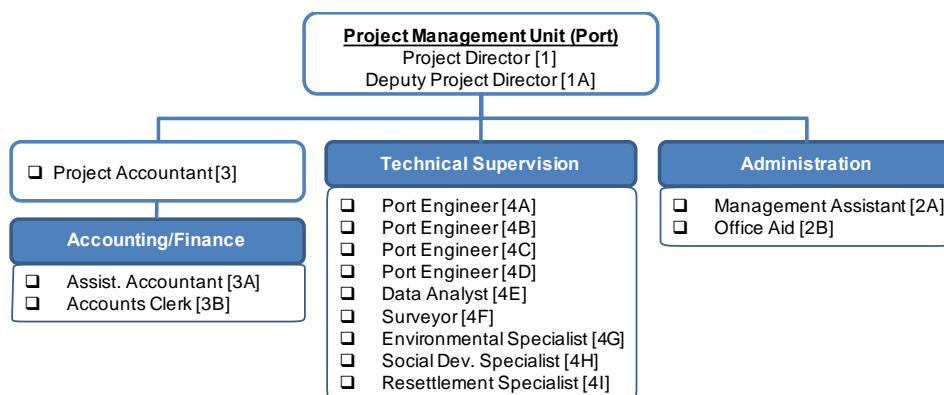 Project Management Unit (Port)
Project Director [1]
Deputy Project Director [1A]
Project Accountant [3]
Accounting/Finance
Assist. Accountant [3A]
Accounts Clerk [3B]
Technical Supervision
Port Engineer [4A]
Port Engineer [4B]
Port Engineer [4C]
Port Engineer [4D]
Data Analyst [4E]
Surveyor [4F]
Environmental Specialist [4G]
Social Dev. Specialist [4H]
Resettlement Specialist [4I]
Administration
Management Assistant [2A]
Office Aid [2B]